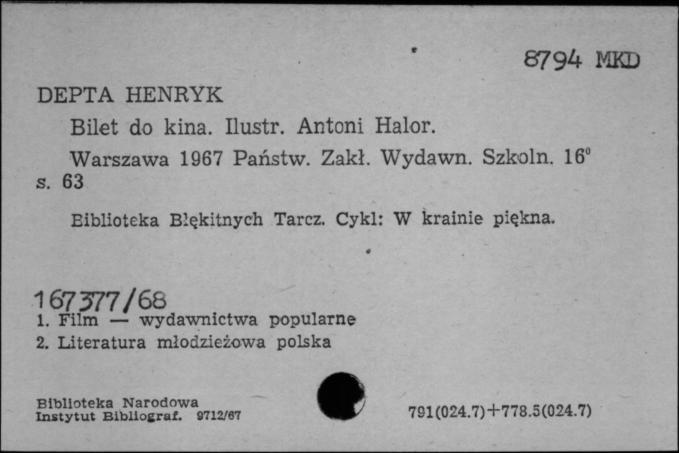 8794 MKD
DEPTA HENRYK
Bilet do kina. Ilustr. Antoni Halor.
Warszawa 1967 Państw. Zakł. Wydawn. Szkoln. 16°
s. 63
Biblioteka Błękitnych Tarcz. Cykl: W krainie piękna.
167377/68
1. Film — wydawnictwa popularne
2. Literatura młodzieżowa polska
Biblioteka Narodowa
Instytut Bibliograf. 9712/67
791(024.7)+778.5(024.7)